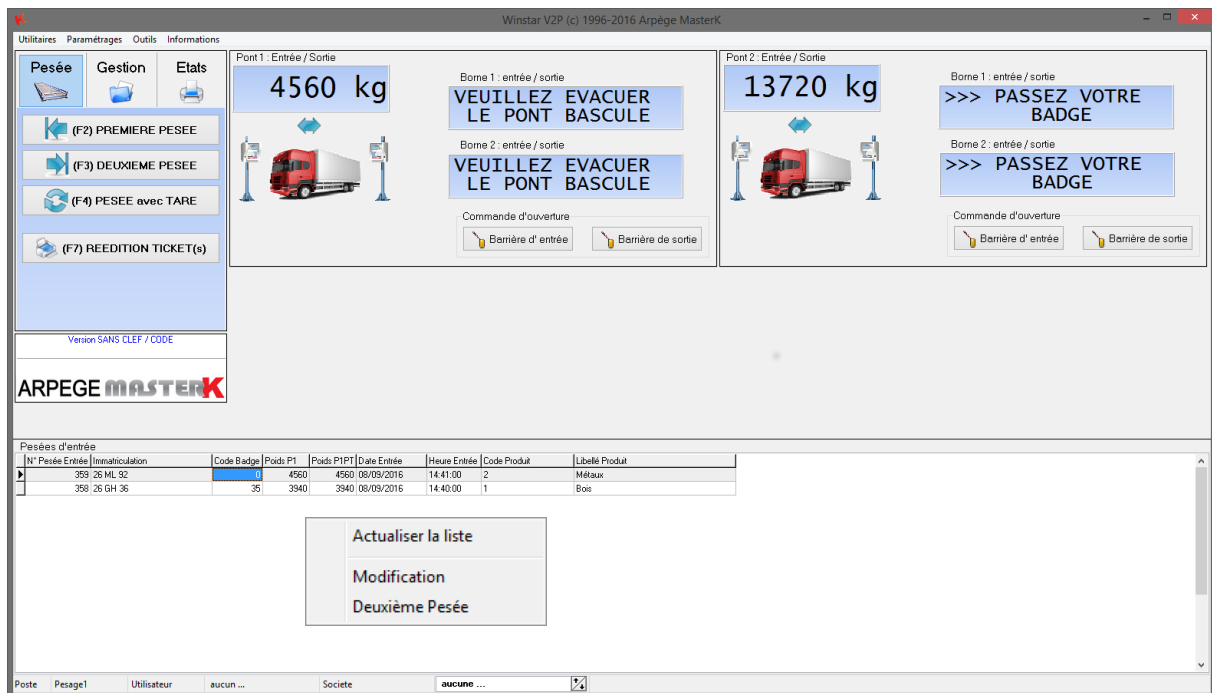 Winstar V2P (c) 1996-2016 Arpège MasterK
Utilitaires Paramétrages Outils Informations
Pesée Gestion Etats
(F2) PREMIERE PESEE
(F3) DEUXIEME PESEE
(F4) PESEE avec TARE
(F7) REEDITION TICKET(s)
Version SANS CLEF / CODE
ARPEGE MASTERK
Pont 1 : Entrée / Sortie
4560 kg
Borne 1 : entrée / sortie
VEUILLEZ EVACUER
LE PONT BASCULE
Borne 2 : entrée / sortie
VEUILLEZ EVACUER
LE PONT BASCULE
Commande d'ouverture
Barrière d' entrée Barrière de sortie
Pont 2 : Entrée / Sortie
13720 kg
Borne 1 : entrée / sortie
>>> PASSEZ VOTRE
BADGE
Borne 2 : entrée / sortie
>>> PASSEZ VOTRE
BADGE
Commande d'ouverture
Barrière d' entrée Barrière de sortie
Pesées d'entrée
N° Pesée Entrée Immatriculation Code Badge Poids P1 Poids P1PT Date Entrée Heure Entrée Code Produit Libellé Produit
359 26 ML 92 0 4560 4560 08/09/2016 14:41:00 2 Métaux
358 26 GH 36 35 3940 3940 08/09/2016 14:40:00 1 Bois
Actualiser la liste
Modification
Deuxième Pesée
Poste Pesage1 Utilisateur aucun ... Societe aucune ...